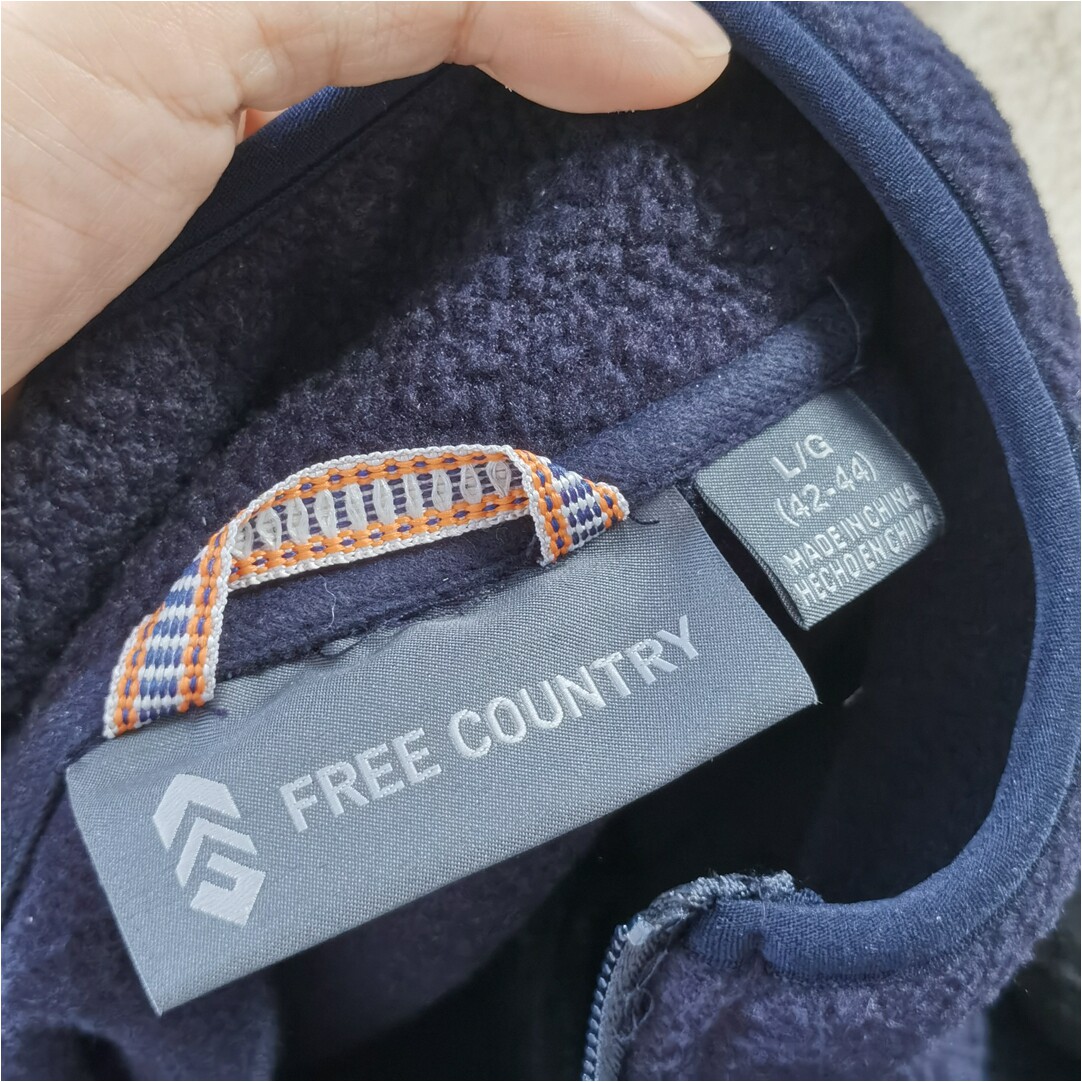 L/G
(42-44)
MADE IN CHINA
HECHO EN CHINA
FREE COUNTRY